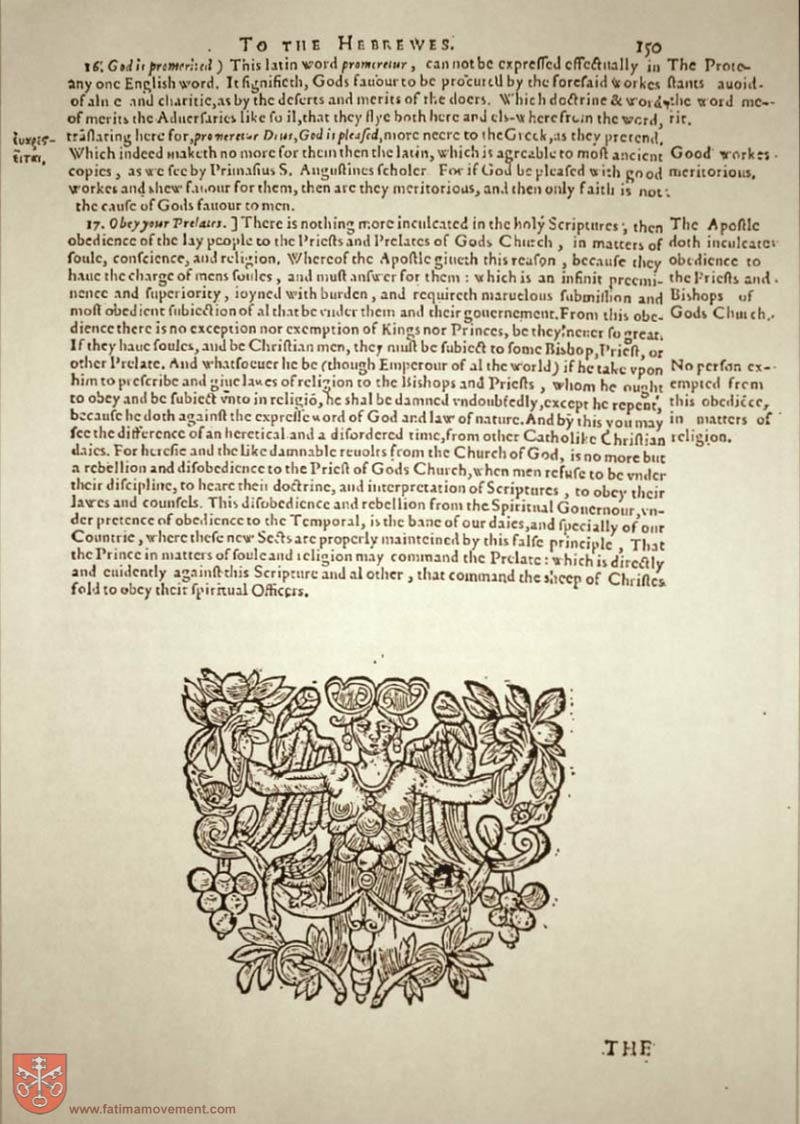 TO THE HEBREWES. 150
16. God is promerited ) This latin word promeretur, can not be expreſſed effectually in
any one English word. It ſignifieth, Gods fauour to be procured by the foreſaid workes
of almes and charitie, as by the deſerts and merits of the doers. Which doctrine & word
of merits the Adverſaries like ſo il, that they flye both here and els-where from the word,
trãſlating here for, promeretur Deus, God is pleaſed, more neere to the Greek, as they pretend.
Which indeed maketh no more for them then the latin, which is agreable to moſt ancient
copies, as we ſee by Primaſius S. Auguſtines ſcholer For if God be pleaſed with good
workes and shew fauour for them, then are they meritorious, and then only faith is not
the cauſe of Gods fauour to men.
The Prote-
ſtants auoid-
the word me-
rit.
Good workes
meritorious.
17. Obey your Prelates. ] There is nothing more inculcated in the holy Scriptures, then
obedience of the lay people to the Prieſts and Prelates of Gods Church, in matters of
ſoule, conſcience, and religion. Whereof the Apoſtle giueth this reaſon, becauſe they
haue the charge of mens ſoules, and muſt anſwer for them : which is an infinit preemi-
nence and ſuperiority, ioyned with burden, and requireth maruelous ſubmiſſion and
moſt obedient ſubiection of al that be vnder them and their gouernement. From this obe-
dience there is no exception nor exemption of Kings nor Princes, be they neuer ſo great.
If they haue ſoules, and be Chriſtian men, they muſt be ſubiect to ſome Bishop, Prieſt, or
other Prelate. And whatſoeuer he be (though Emperour of al the world) if he take vpon
him to preſcribe and giue lawes of religion to the Bishops and Prieſts, whom he ought
to obey and be ſubiect vnto in religiõ, he shal be damned vndoubtedly, except he repent,
becauſe he doth againſt the expreſſe word of God and law of nature. And by this you may
ſee the difference of an heretical and a diſordered time, from other Catholike Chriſtian
daies. For hereſie and the like damnable reuolts from the Church of God, is no more but
a rebellion and diſobedience to the Prieſt of Gods Church, when men refuſe to be vnder
their diſcipline, to heare their doctrine, and interpretation of Scriptures, to obey their
lawes and counſels. This diſobedience and rebellion from the Spiritual Gouernour, vn-
der pretence of obedience to the Temporal, is the bane of our daies, and ſpecially of our
Countrie, where theſe new Sects are properly mainteined by this falſe principle, That
the Prince in matters of ſoule and religion may command the Prelate : which is directly
and euidently againſt this Scripture and al other, that command the sheep of Chriſtes
fold to obey their ſpiritual Officers.
The Apoſtle
doth inculcate
obedience to
the Prieſts and
Bishops of
Gods Church.
No perſon ex-
empted from
this obediẽce,
in matters of
religion.
THE
www.fatimamovement.com